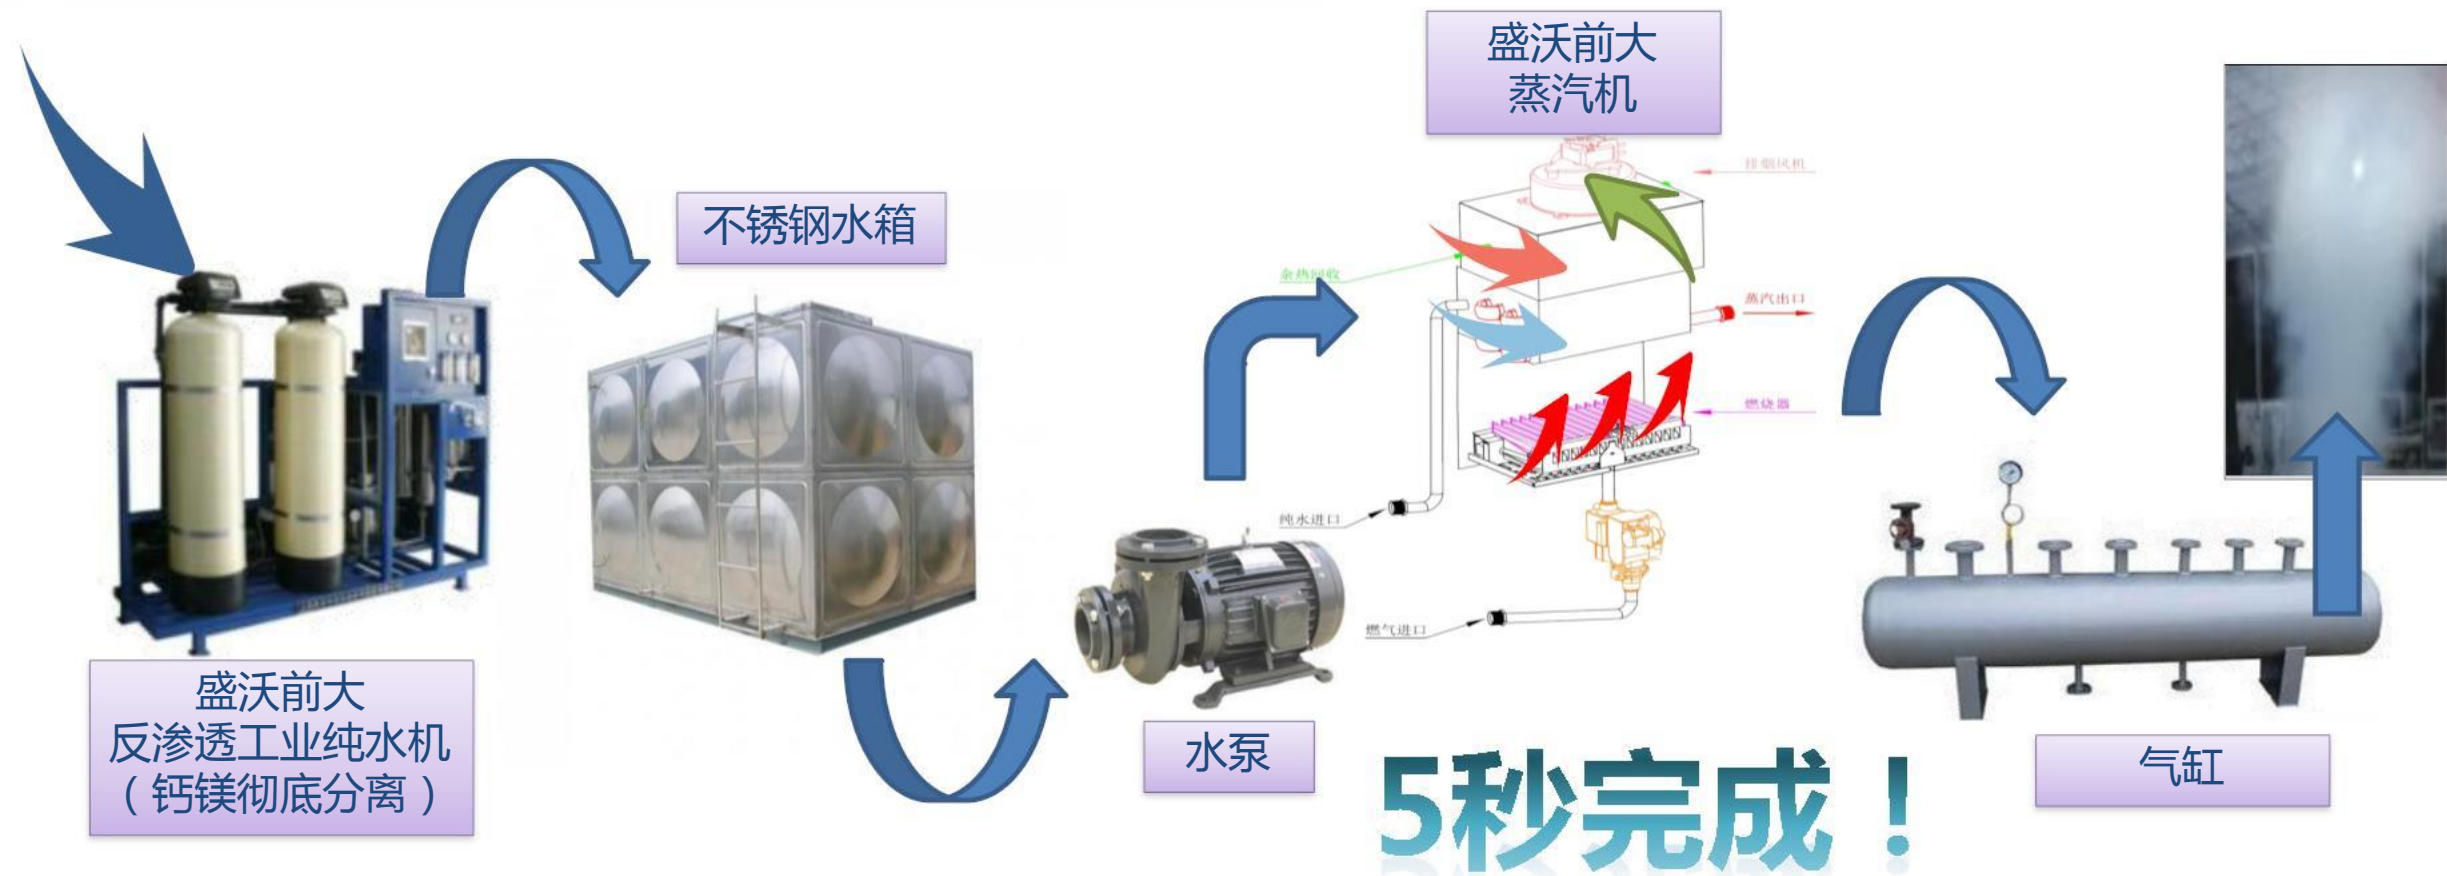 盛沃前大
蒸汽机
排烟风机
不锈钢水箱
余热回收
蒸汽出口
燃烧器
纯水进口
燃气进口
盛沃前大
反渗透工业纯水机
（钙镁彻底分离）
水泵
气缸
5秒完成！